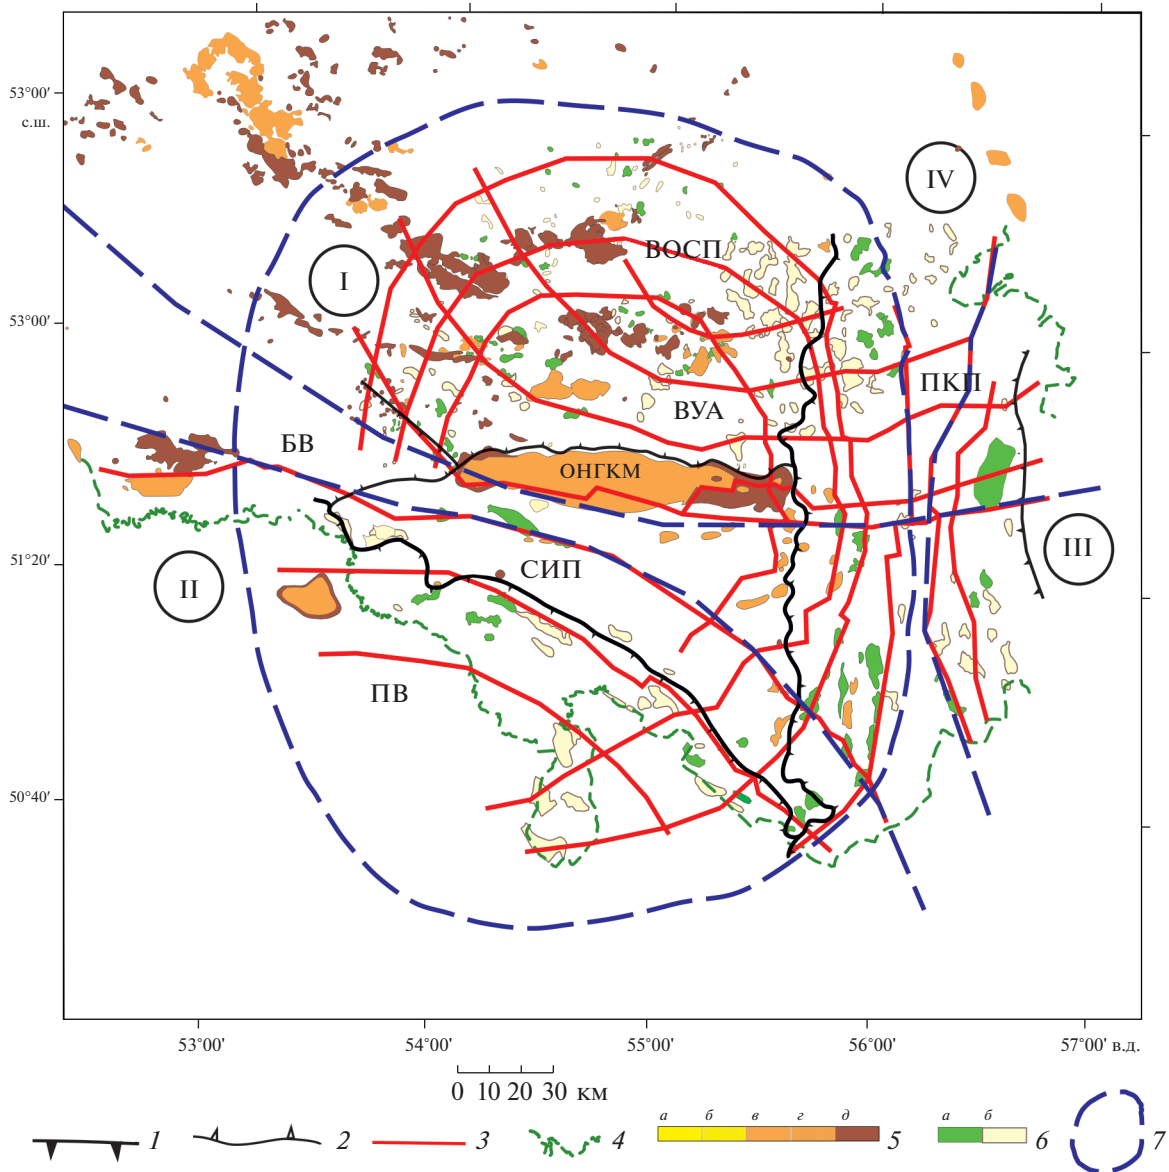 53°00'
с.ш.
IV
ВОСП
I
53°00'
ПКП
ВУА
БВ
ОНГКМ
III
51°20'
СИП
II
ПВ
50°40'
53°00' 54°00' 55°00' 56°00' 57°00' в.д.
0 10 20 30 км
а б в г д а б
1 2 3 4 5 6 7